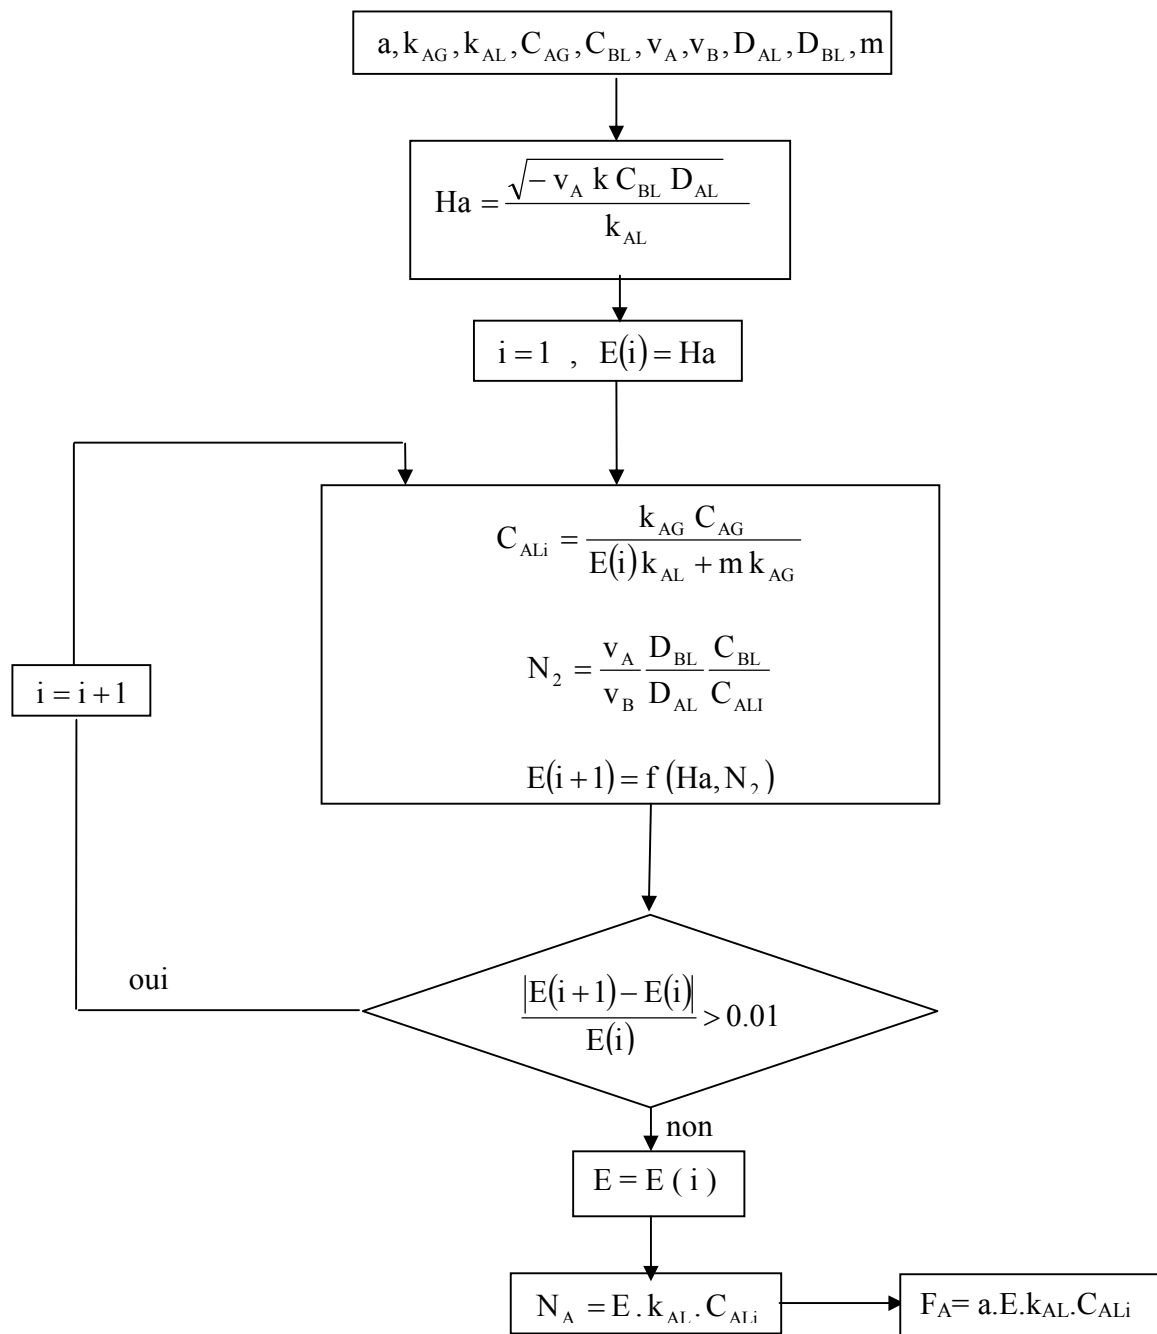 a, k_AG, k_AL, C_AG, C_BL, v_A, v_B, D_AL, D_BL, m
Ha = √(− v_A k C_BL D_AL) / k_AL
i = 1 , E(i) = Ha
C_ALi = k_AG C_AG / (E(i) k_AL + m k_AG)
N_2 = (v_A / v_B) (D_BL / D_AL) (C_BL / C_ALI)
i = i + 1
E(i + 1) = f (Ha, N_2)
oui
|E(i + 1) − E(i)| / E(i) > 0.01
non
E = E ( i )
N_A = E . k_AL . C_ALi
F_A = a.E.k_AL.C_ALi